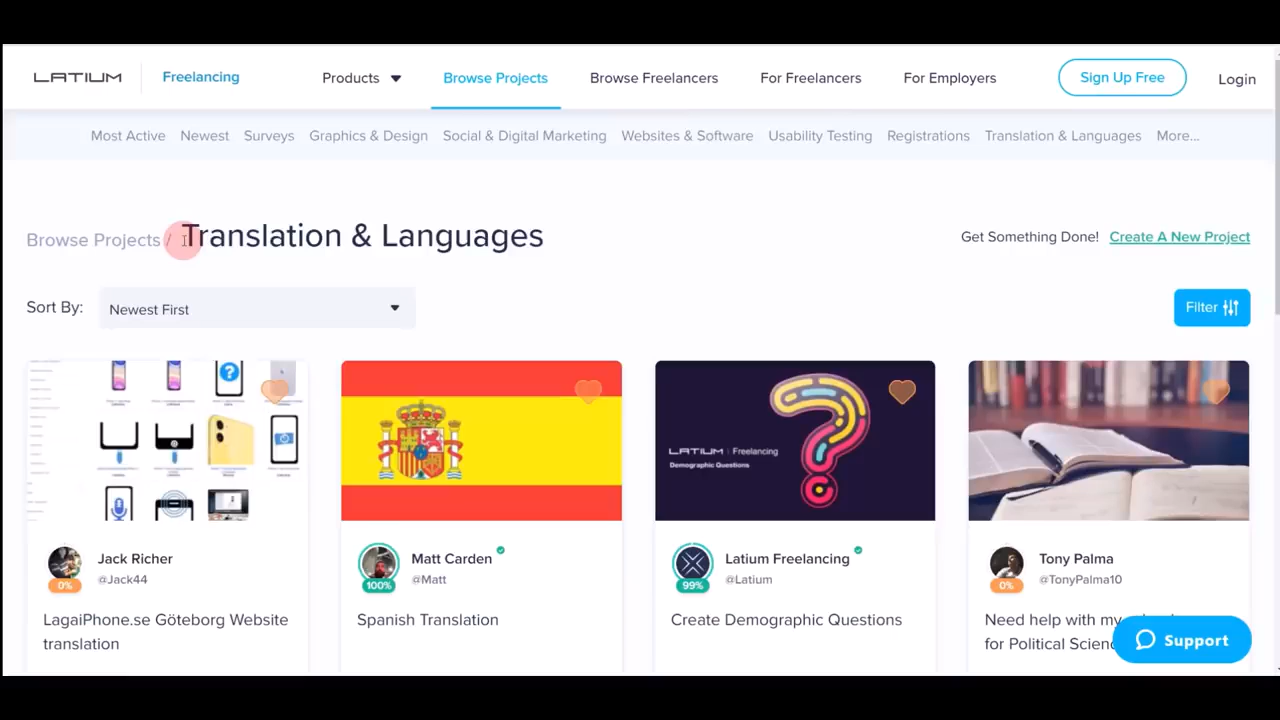 LATIUM Freelancing Products Browse Projects Browse Freelancers For Freelancers For Employers Sign Up Free Login
Most Active Newest Surveys Graphics & Design Social & Digital Marketing Websites & Software Usability Testing Registrations Translation & Languages More...
Browse Projects / Translation & Languages
Get Something Done! Create A New Project
Sort By: Newest First
Filter
LATIUM Freelancing
Demographic Questions
Jack Richer
@Jack44
0%
LagaiPhone.se Göteborg Website
translation
Matt Carden
@Matt
100%
Spanish Translation
Latium Freelancing
@Latium
99%
Create Demographic Questions
Tony Palma
@TonyPalma10
0%
Need help with my
for Political
Support